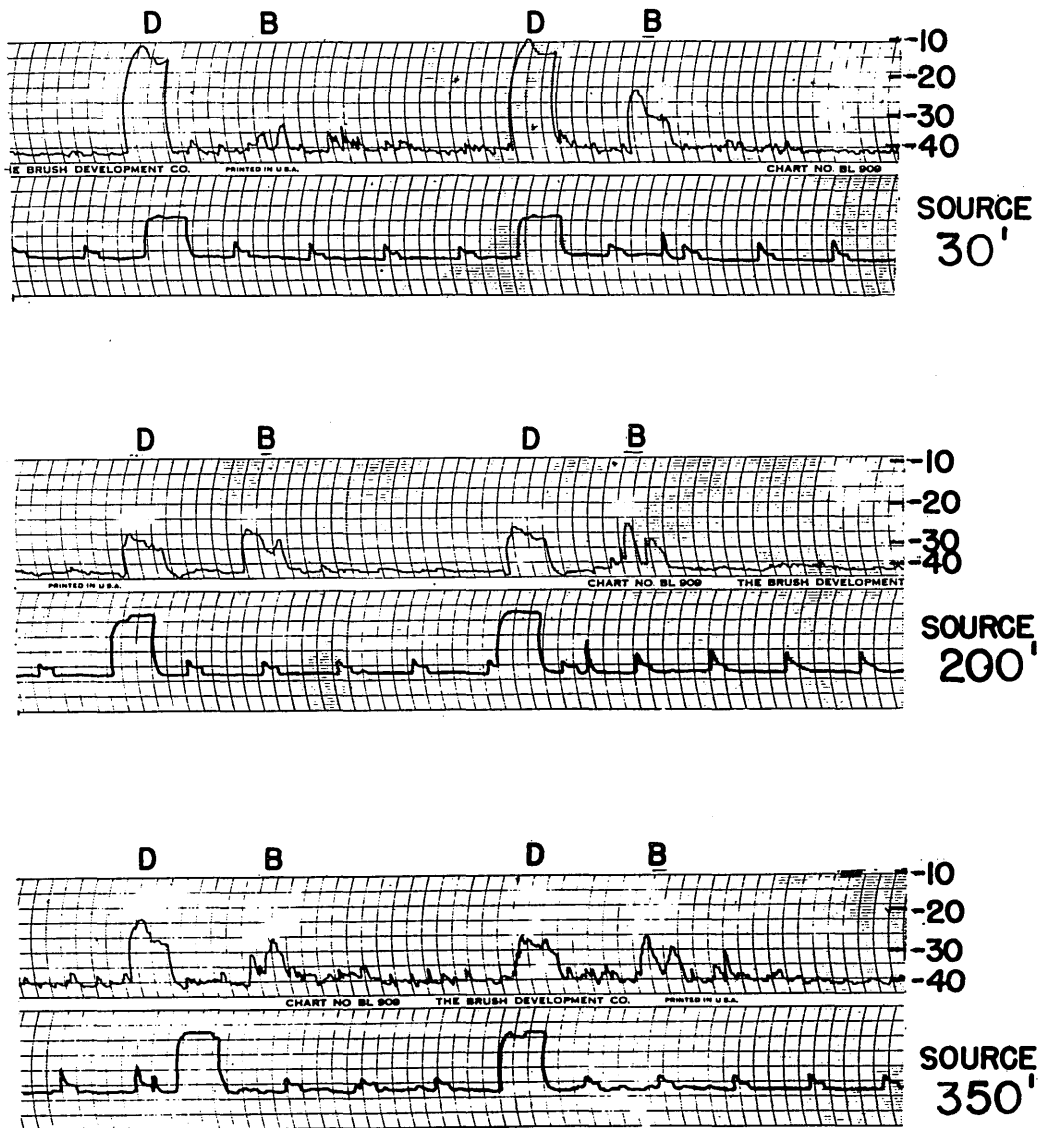 D B D B
-10
-20
-30
-40
E BRUSH DEVELOPMENT CO. PRINTED IN U.S.A. CHART NO. BL 909
SOURCE
30'
D B D B
-10
-20
-30
-40
PRINTED IN U.S.A. CHART NO. BL 909 THE BRUSH DEVELOPMENT
SOURCE
200'
D B D B
-10
-20
-30
-40
CHART NO BL 909 THE BRUSH DEVELOPMENT CO. PRINTED IN U.S.A.
SOURCE
350'